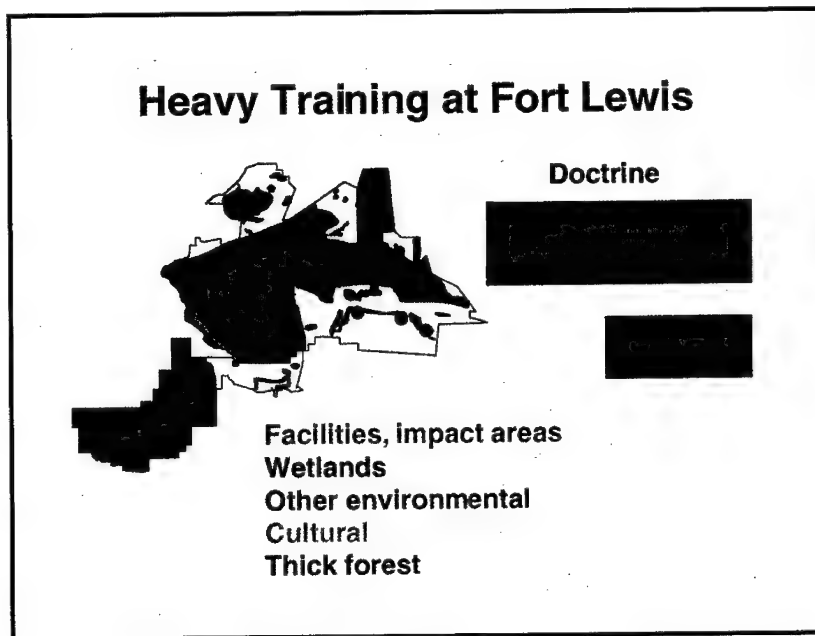 Heavy Training at Fort Lewis
Doctrine
Facilities, impact areas
Wetlands
Other environmental
Cultural
Thick forest